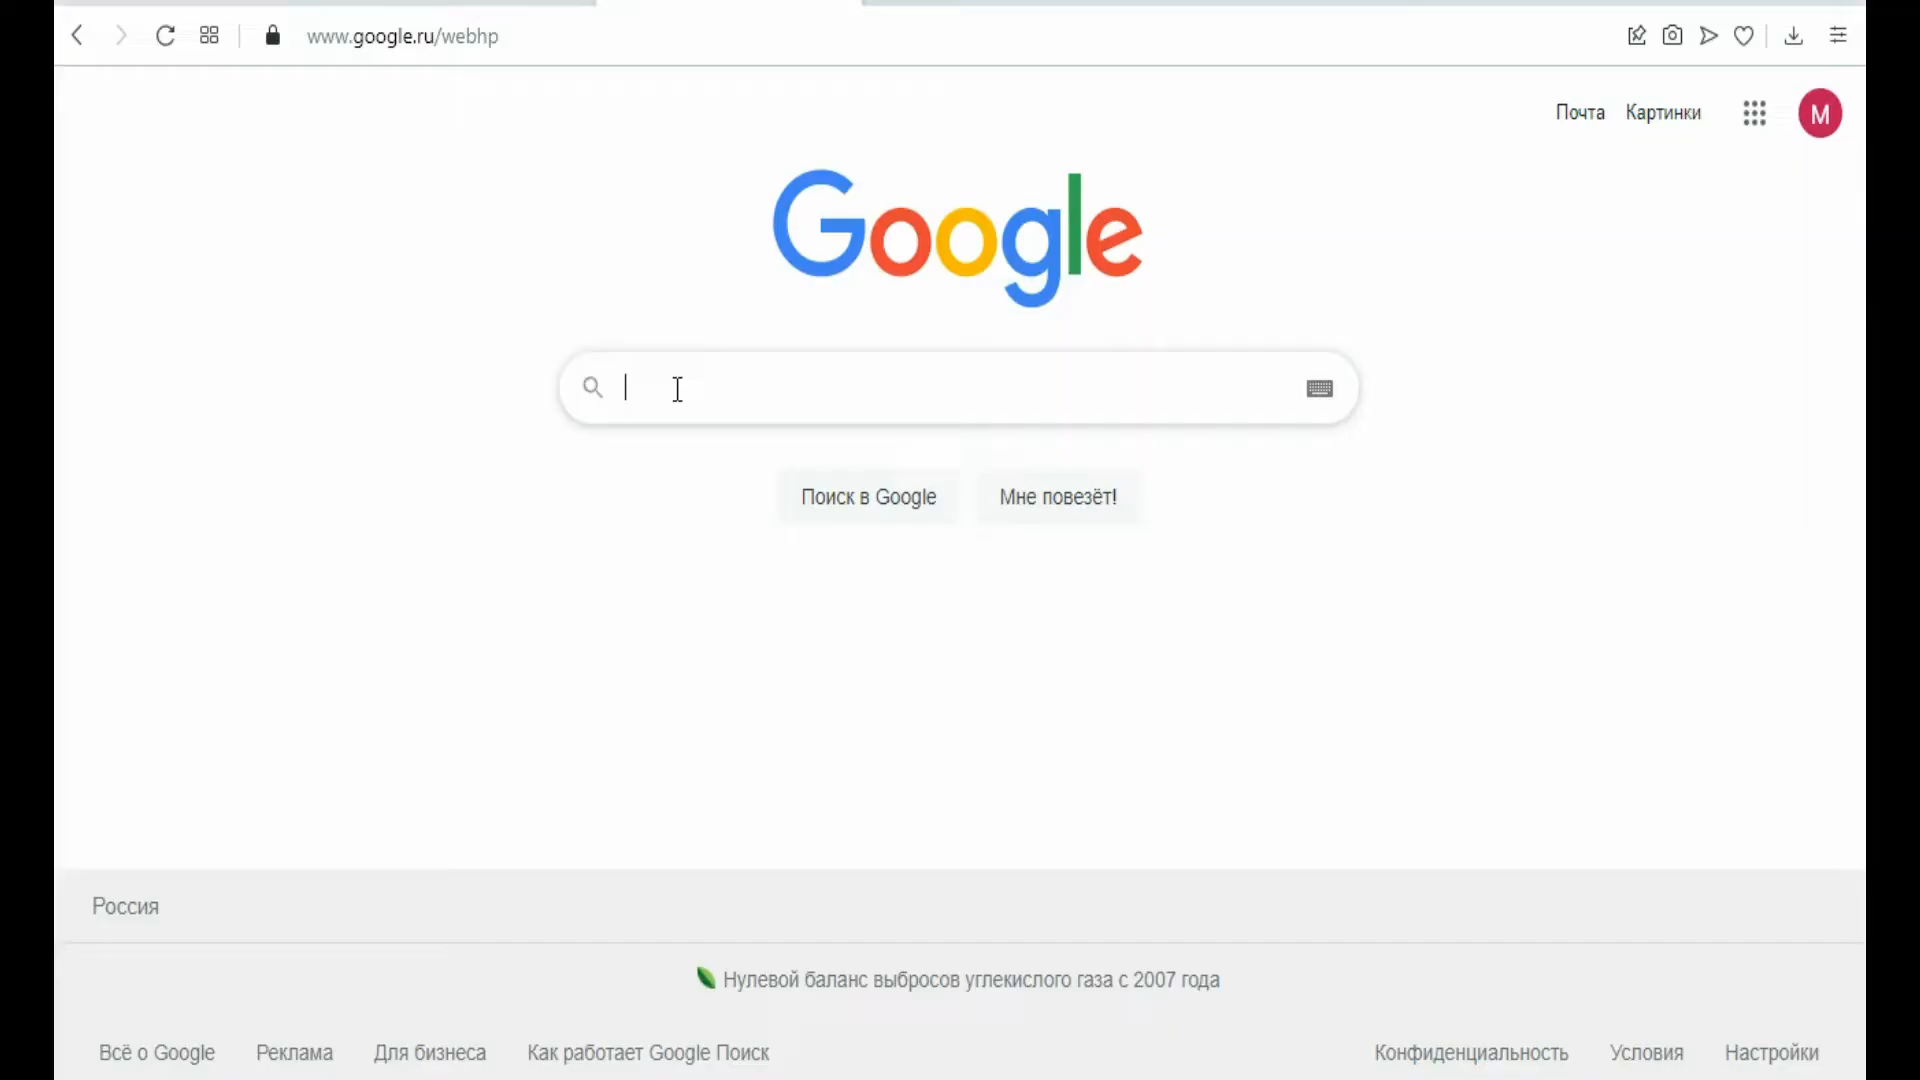 www.google.ru/webhp
Почта Картинки M
Google
Поиск в Google Мне повезёт!
Россия
Нулевой баланс выбросов углекислого газа с 2007 года
Всё о Google Реклама Для бизнеса Как работает Google Поиск Конфиденциальность Условия Настройки